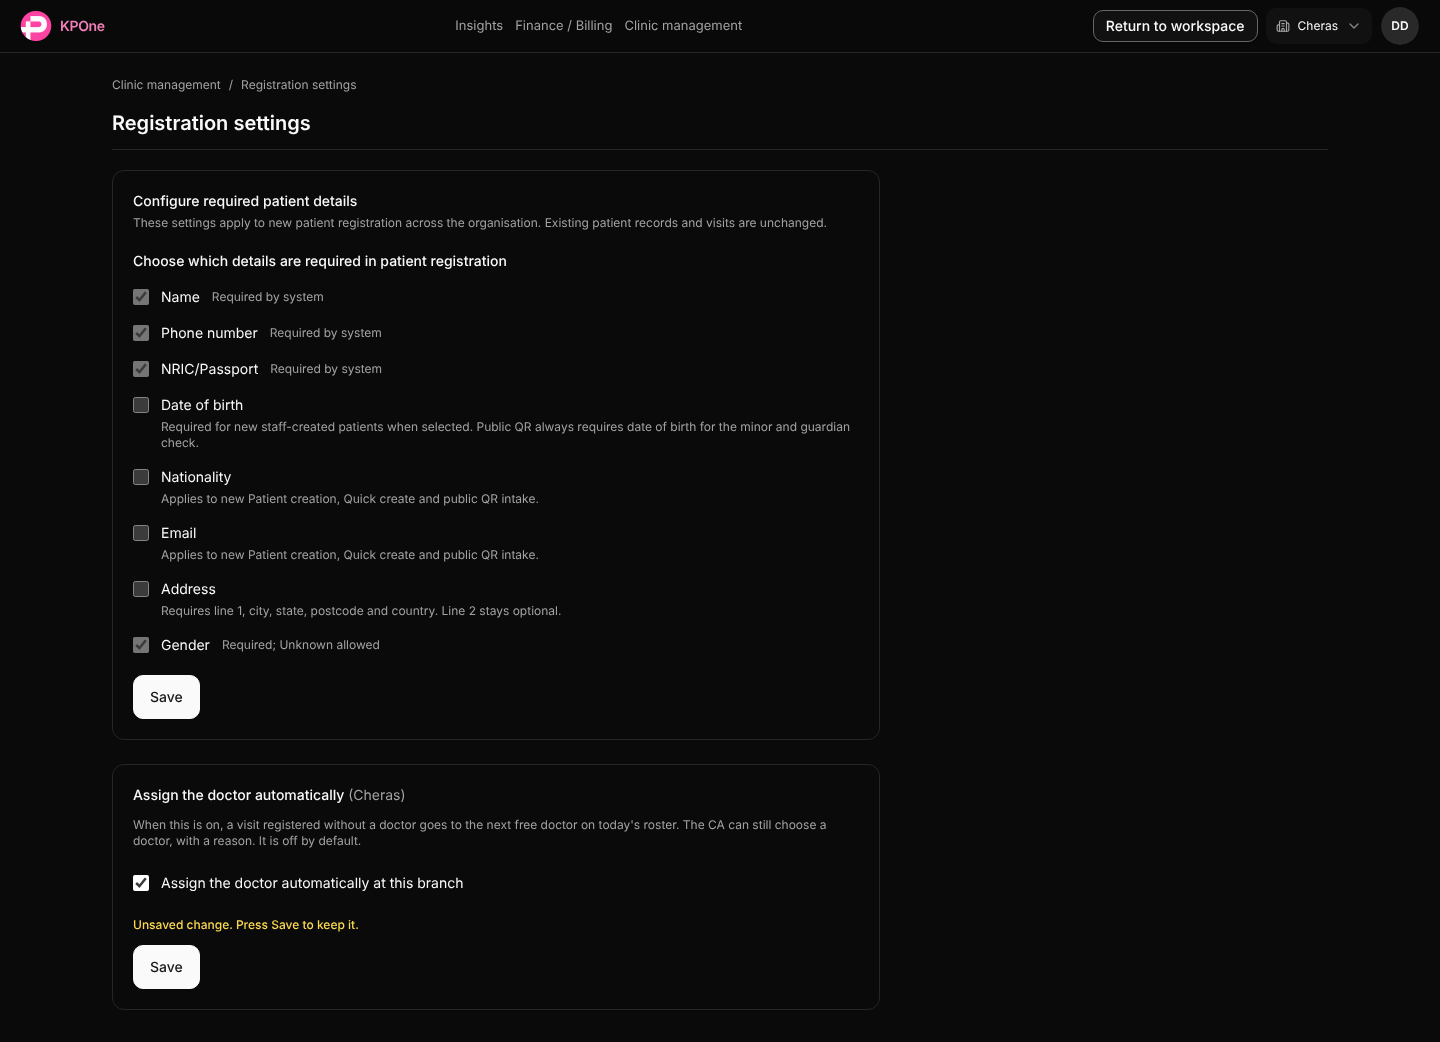 KPOne
Insights
Finance / Billing
Clinic management
Return to workspace
Cheras
DD
Clinic management / Registration settings
Registration settings
Configure required patient details
These settings apply to new patient registration across the organisation. Existing patient records and visits are unchanged.
Choose which details are required in patient registration
Name Required by system
Phone number Required by system
NRIC/Passport Required by system
Date of birth
Required for new staff-created patients when selected. Public QR always requires date of birth for the minor and guardian
check.
Nationality
Applies to new Patient creation, Quick create and public QR intake.
Email
Applies to new Patient creation, Quick create and public QR intake.
Address
Requires line 1, city, state, postcode and country. Line 2 stays optional.
Gender Required; Unknown allowed
Save
Assign the doctor automatically (Cheras)
When this is on, a visit registered without a doctor goes to the next free doctor on today's roster. The CA can still choose a
doctor, with a reason. It is off by default.
Assign the doctor automatically at this branch
Unsaved change. Press Save to keep it.
Save